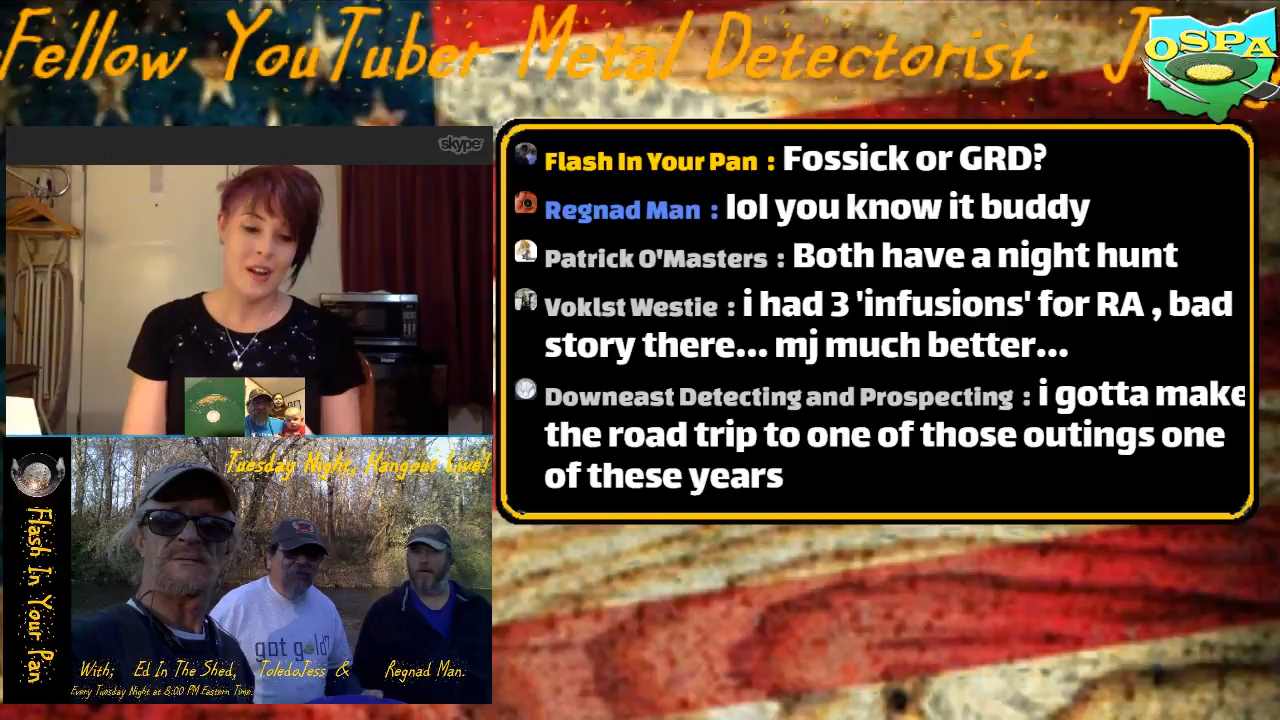 Fellow YouTuber Metal Detectorist. J
OSPA
skype
Flash In Your Pan : Fossick or GRD?
Regnad Man : lol you know it buddy
Patrick O'Masters : Both have a night hunt
Voklst Westie : i had 3 'infusions' for RA , bad
story there... mj much better...
Downeast Detecting and Prospecting : i gotta make
the road trip to one of those outings one
of these years
Tuesday Night, Hangout Live!
Flash In Your Pan
got gold?
With; Ed In The Shed, ToledoJess & Regnad Man.
Every Tuesday Night at 8:00 PM Eastern Time.